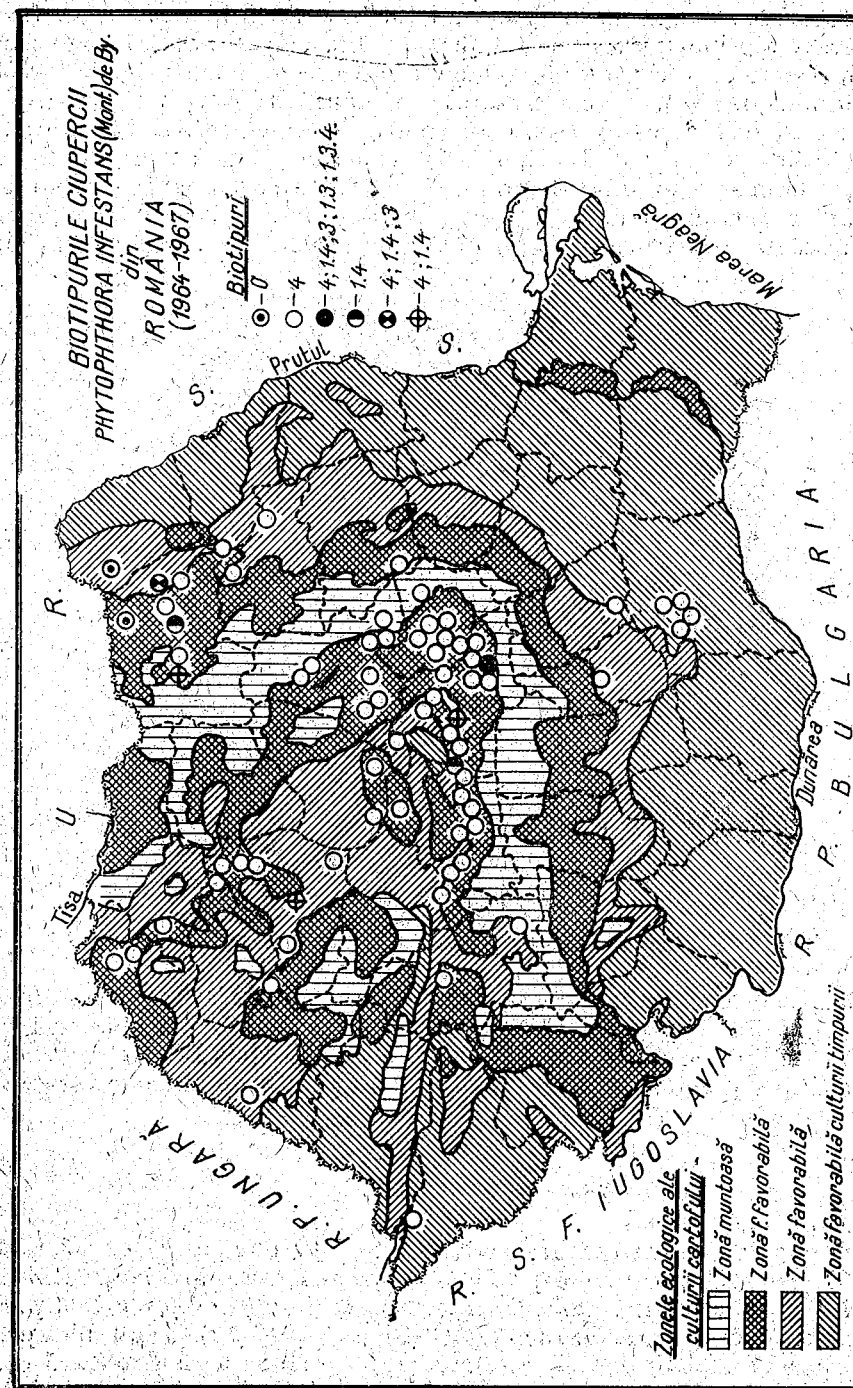 BIOTIPURILE CIUPERCII
PHYTOPHTHORA INFESTANS (Mont) de By.
din
ROMÂNIA
(1964-1967)
Biotipuri
- 0
- 4
- 4; 1.4; 3; 1.3; 1.3.4.
- 1.4
- 4; 1.4; 3
- 4; 1.4
U. R. S. S.
Tisa
Prutul
Marea Neagră
R. P. UNGARĂ
R. S. F. IUGOSLAVIA
Dunărea
R. P. BULGARIA
Zonele ecologice ale
culturii cartofului -
Zonă muntoasă
Zonă f. favorabilă
Zonă favorabilă
Zonă favorabilă culturii timpurii